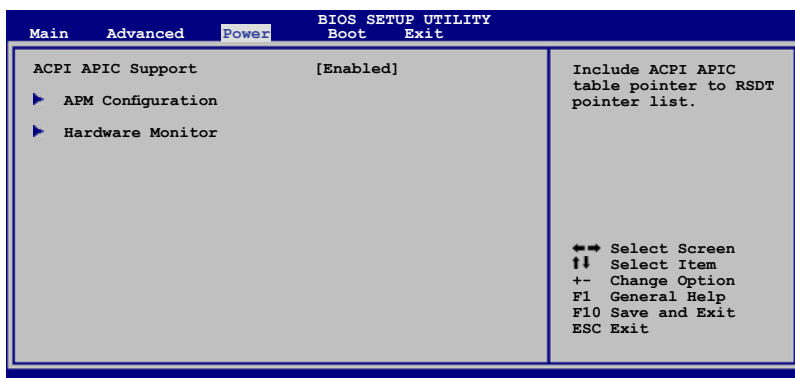 BIOS SETUP UTILITY
Main Advanced Power Boot Exit
ACPI APIC Support [Enabled]
APM Configuration
Hardware Monitor
Include ACPI APIC
table pointer to RSDT
pointer list.
Select Screen
Select Item
+- Change Option
F1 General Help
F10 Save and Exit
ESC Exit